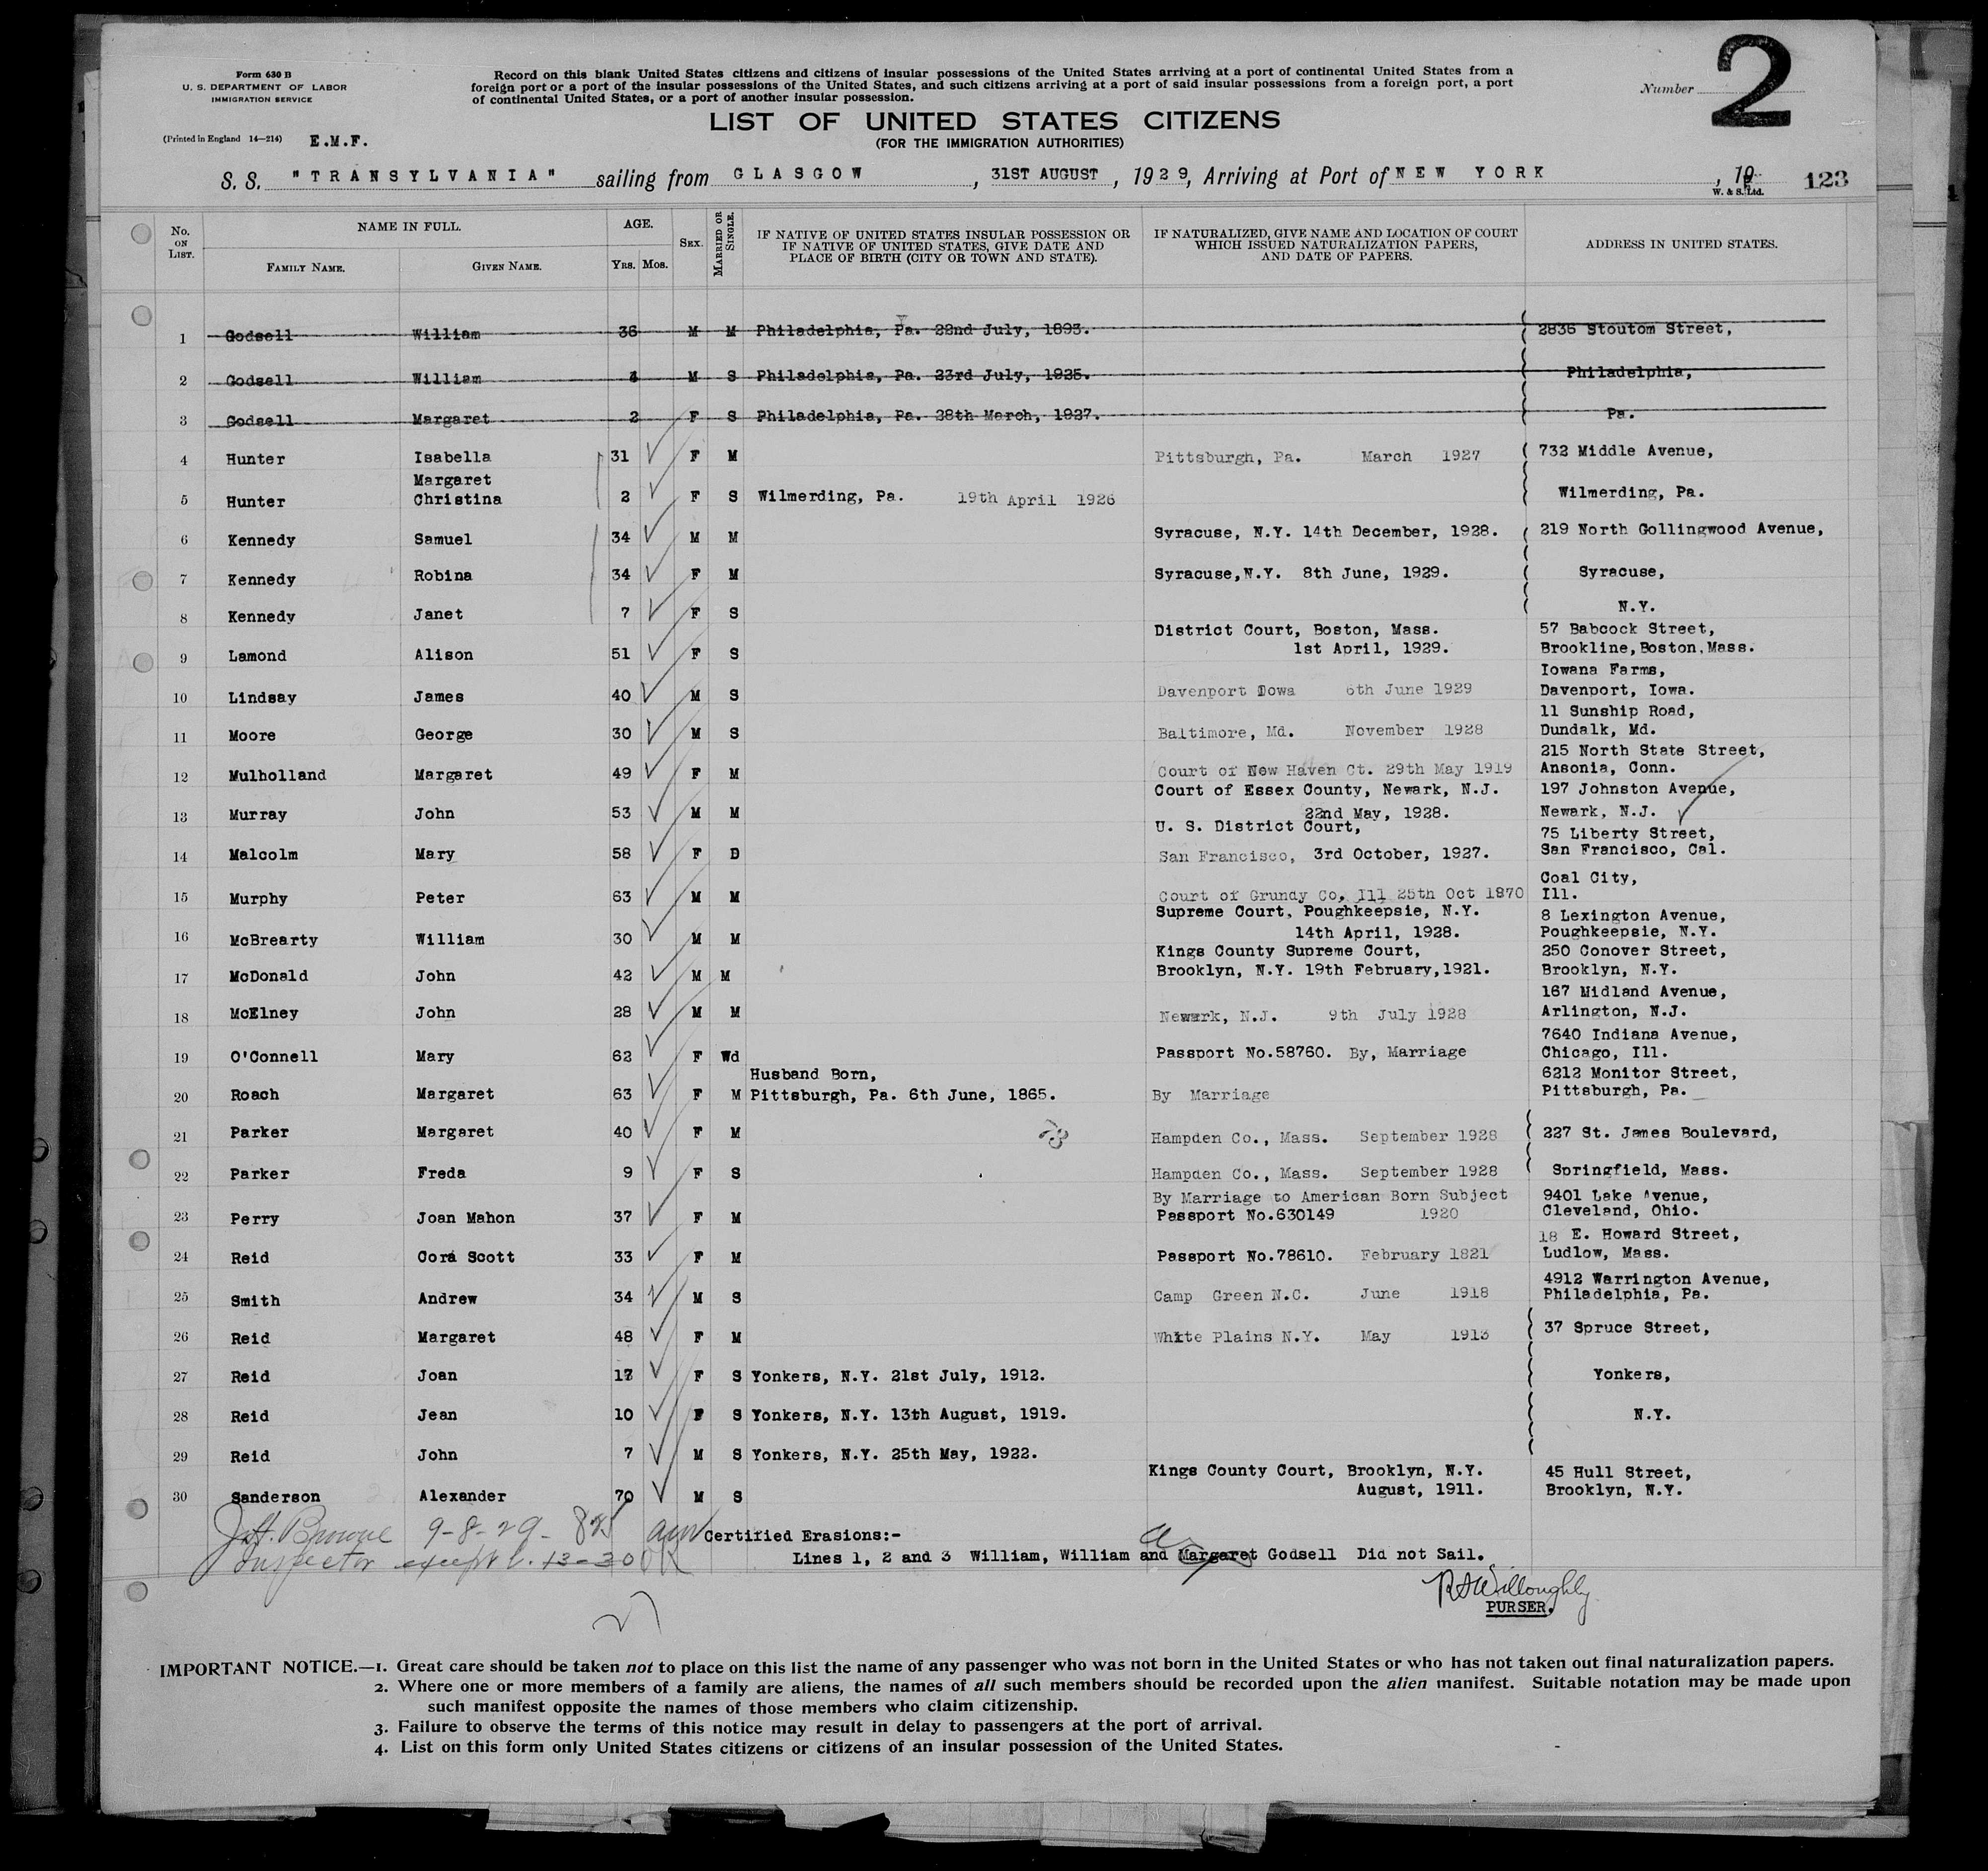 Form 630 B
U. S. DEPARTMENT OF LABOR
IMMIGRATION SERVICE
(Printed in England 14—214) E.M.F.
Record on this blank United States citizens and citizens of insular possessions of the United States arriving at a port of continental United States from a
foreign port or a port of the insular possessions of the United States, and such citizens arriving at a port of said insular possessions from a foreign port, a port
of continental United States, or a port of another insular possession.
Number 2
LIST OF UNITED STATES CITIZENS
(FOR THE IMMIGRATION AUTHORITIES)
S. S. "TRANSYLVANIA" sailing from GLASGOW, 31ST AUGUST, 1929, Arriving at Port of NEW YORK, 19
W. & S. Ltd. 123
No. ON LIST.
NAME IN FULL.
FAMILY NAME. GIVEN NAME.
AGE.
YRS. MOS.
SEX.
MARRIED OR SINGLE.
IF NATIVE OF UNITED STATES INSULAR POSSESSION OR
IF NATIVE OF UNITED STATES, GIVE DATE AND
PLACE OF BIRTH (CITY OR TOWN AND STATE).
IF NATURALIZED, GIVE NAME AND LOCATION OF COURT
WHICH ISSUED NATURALIZATION PAPERS,
AND DATE OF PAPERS.
ADDRESS IN UNITED STATES.
1 Godsell William 36 M M Philadelphia, Pa. 22nd July, 1893. 2836 Stoutom Street,
2 Godsell William 4 M S Philadelphia, Pa. 23rd July, 1925. Philadelphia,
3 Godsell Margaret 2 F S Philadelphia, Pa. 28th March, 1927. Pa.
4 Hunter Isabella 31 F M Pittsburgh, Pa. March 1927 732 Middle Avenue,
Margaret
5 Hunter Christina 2 F S Wilmerding, Pa. 19th April 1926 Wilmerding, Pa.
6 Kennedy Samuel 34 M M Syracuse, N.Y. 14th December, 1928. 219 North Gollingwood Avenue,
7 Kennedy Robina 34 F M Syracuse,N.Y. 8th June, 1929. Syracuse,
8 Kennedy Janet 7 F S N.Y.
District Court, Boston, Mass. 57 Babcock Street,
9 Lamond Alison 51 F S 1st April, 1929. Brookline,Boston,Mass.
Iowana Farms,
10 Lindsay James 40 M S Davenport Iowa 6th June 1929 Davenport, Iowa.
11 Sunship Road,
11 Moore George 30 M S Baltimore, Md. November 1928 Dundalk, Md.
215 North State Street,
12 Mulholland Margaret 49 F M Court of New Haven Ct. 29th May 1919 Ansonia, Conn.
Court of Essex County, Newark, N.J. 197 Johnston Avenue,
13 Murray John 53 M M 22nd May, 1928. Newark, N.J.
U. S. District Court, 75 Liberty Street,
14 Malcolm Mary 58 F D San Francisco, 3rd October, 1927. San Francisco, Cal.
Coal City,
15 Murphy Peter 63 M M Court of Grundy Co, Ill 25th Oct 1870 Ill.
Supreme Court, Poughkeepsie, N.Y. 8 Lexington Avenue,
16 McBrearty William 30 M M 14th April, 1928. Poughkeepsie, N.Y.
Kings County Supreme Court, 250 Conover Street,
17 McDonald John 42 M M Brooklyn, N.Y. 19th February,1921. Brooklyn, N.Y.
167 Midland Avenue,
18 McElney John 28 M M Newark, N.J. 9th July 1928 Arlington, N.J.
7640 Indiana Avenue,
19 O'Connell Mary 62 F Wd Passport No.58760. By, Marriage Chicago, Ill.
Husband Born, 6212 Monitor Street,
20 Roach Margaret 63 F M Pittsburgh, Pa. 6th June, 1865. By Marriage Pittsburgh, Pa.
21 Parker Margaret 40 F M Hampden Co., Mass. September 1928 227 St. James Boulevard,
22 Parker Freda 9 F S Hampden Co., Mass. September 1928 Springfield, Mass.
By Marriage to American Born Subject 9401 Lake Avenue,
23 Perry Joan Mahon 37 F M Passport No.630149 1920 Cleveland, Ohio.
18 E. Howard Street,
24 Reid Cora Scott 33 F M Passport No.78610. February 1821 Ludlow, Mass.
4912 Warrington Avenue,
25 Smith Andrew 34 M S Camp Green N.C. June 1918 Philadelphia, Pa.
26 Reid Margaret 48 F M White Plains N.Y. May 1913 37 Spruce Street,
27 Reid Joan 17 F S Yonkers, N.Y. 21st July, 1912. Yonkers,
28 Reid Jean 10 F S Yonkers, N.Y. 13th August, 1919. N.Y.
29 Reid John 7 M S Yonkers, N.Y. 25th May, 1922.
Kings County Court, Brooklyn, N.Y. 45 Hull Street,
30 Sanderson Alexander 70 M S August, 1911. Brooklyn, N.Y.
Browne 9-8-29 Certified Erasions:-
Inspector except l. 13-30 OK Lines 1, 2 and 3 William, William and Margaret Godsell Did not Sail.
RSWilloughby
PURSER.
IMPORTANT NOTICE.—1. Great care should be taken not to place on this list the name of any passenger who was not born in the United States or who has not taken out final naturalization papers.
2. Where one or more members of a family are aliens, the names of all such members should be recorded upon the alien manifest. Suitable notation may be made upon
such manifest opposite the names of those members who claim citizenship.
3. Failure to observe the terms of this notice may result in delay to passengers at the port of arrival.
4. List on this form only United States citizens or citizens of an insular possession of the United States.